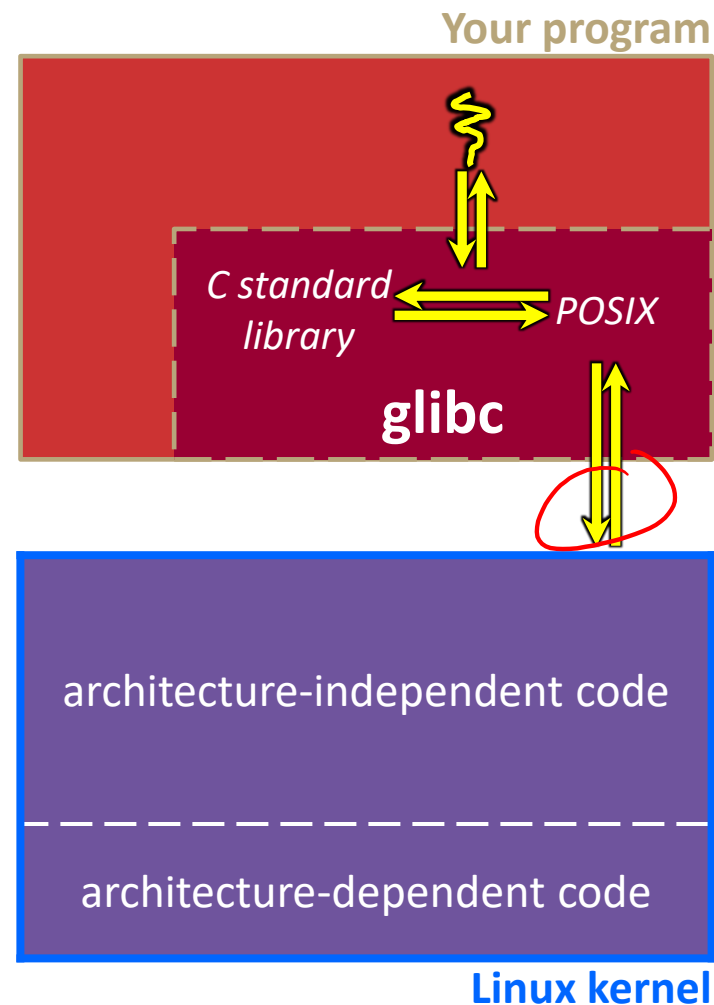 Your program
C standard
library
POSIX
glibc
architecture-independent code
architecture-dependent code
Linux kernel